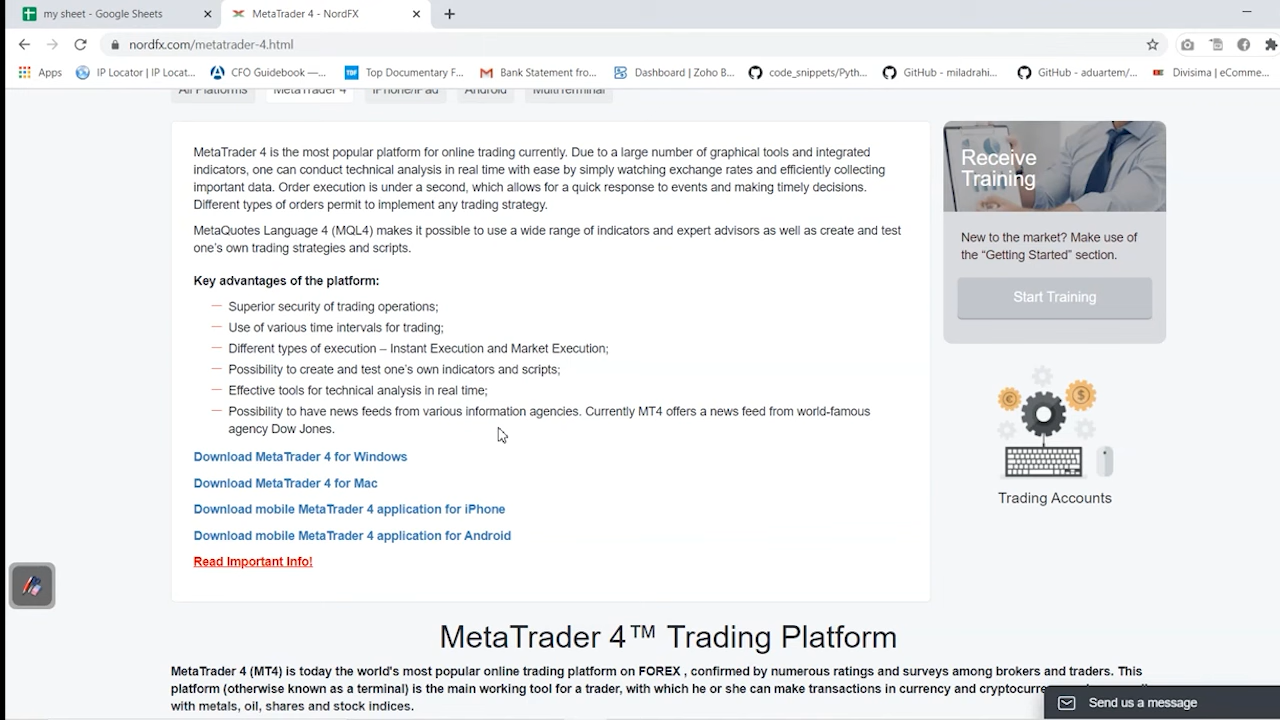 my sheet - Google Sheets
MetaTrader 4 - NordFX
nordfx.com/metatrader-4.html
Apps
IP Locator | IP Locat...
CFO Guidebook —...
Top Documentary F...
Bank Statement fro...
Dashboard | Zoho B...
code_snippets/Pyth...
GitHub - miladrahi...
GitHub - aduartem/...
Divisima | eComme...
All Platforms
MetaTrader 4
iPhone/iPad
Android
MultiTerminal
MetaTrader 4 is the most popular platform for online trading currently. Due to a large number of graphical tools and integrated
indicators, one can conduct technical analysis in real time with ease by simply watching exchange rates and efficiently collecting
important data. Order execution is under a second, which allows for a quick response to events and making timely decisions.
Different types of orders permit to implement any trading strategy.
MetaQuotes Language 4 (MQL4) makes it possible to use a wide range of indicators and expert advisors as well as create and test
one's own trading strategies and scripts.
Key advantages of the platform:
— Superior security of trading operations;
— Use of various time intervals for trading;
— Different types of execution – Instant Execution and Market Execution;
— Possibility to create and test one's own indicators and scripts;
— Effective tools for technical analysis in real time;
— Possibility to have news feeds from various information agencies. Currently MT4 offers a news feed from world-famous
agency Dow Jones.
Download MetaTrader 4 for Windows
Download MetaTrader 4 for Mac
Download mobile MetaTrader 4 application for iPhone
Download mobile MetaTrader 4 application for Android
Read Important Info!
Receive
Training
New to the market? Make use of
the “Getting Started” section.
Start Training
Trading Accounts
MetaTrader 4™ Trading Platform
MetaTrader 4 (MT4) is today the world's most popular online trading platform on FOREX , confirmed by numerous ratings and surveys among brokers and traders. This
platform (otherwise known as a terminal) is the main working tool for a trader, with which he or she can make transactions in currency and
with metals, oil, shares and stock indices.
Send us a message